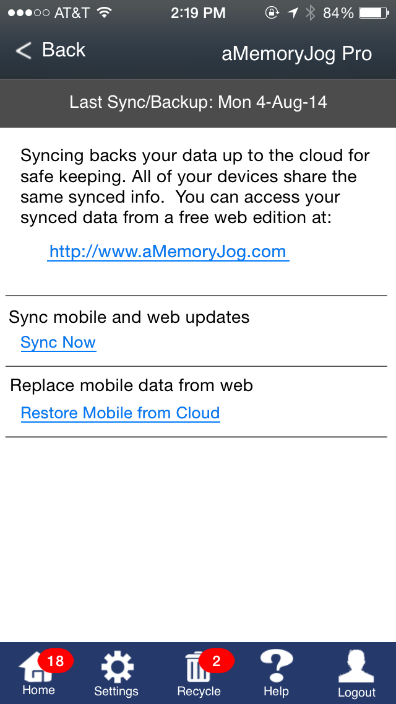 AT&T 2:19 PM 84%
Back aMemoryJog Pro
Last Sync/Backup: Mon 4-Aug-14
Syncing backs your data up to the cloud for
safe keeping. All of your devices share the
same synced info. You can access your
synced data from a free web edition at:
http://www.aMemoryJog.com
Sync mobile and web updates
Sync Now
Replace mobile data from web
Restore Mobile from Cloud
18 2
Home Settings Recycle Help Logout